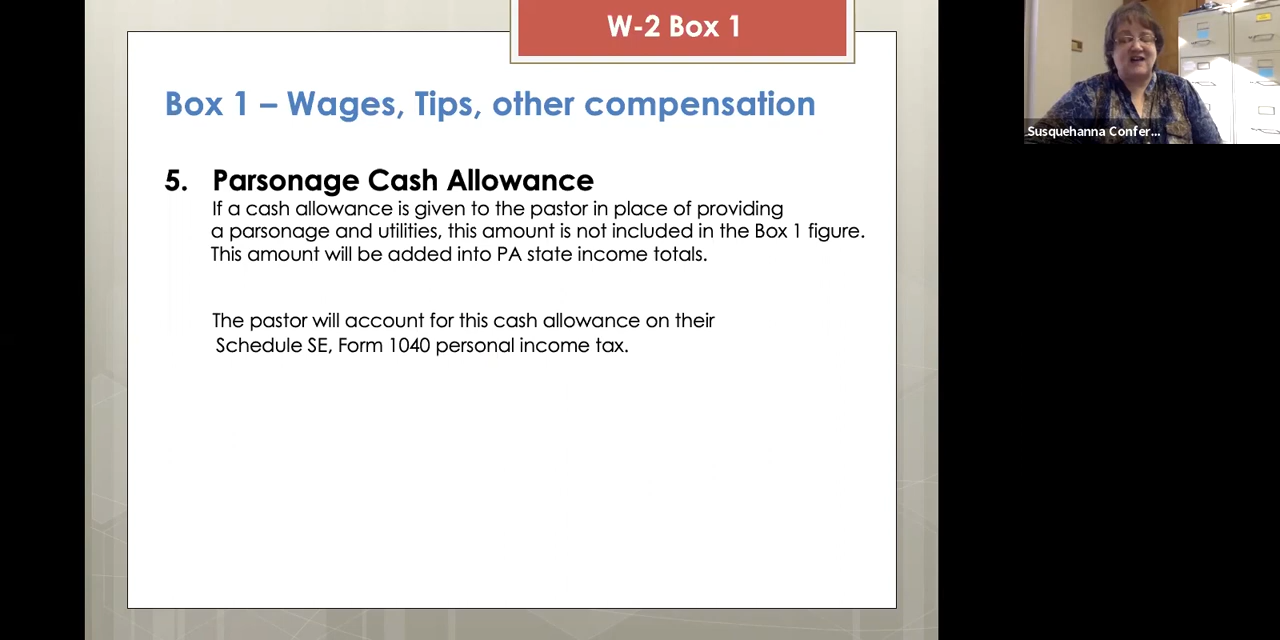 W-2 Box 1
Box 1 – Wages, Tips, other compensation
5. Parsonage Cash Allowance
If a cash allowance is given to the pastor in place of providing
a parsonage and utilities, this amount is not included in the Box 1 figure.
This amount will be added into PA state income totals.
The pastor will account for this cash allowance on their
Schedule SE, Form 1040 personal income tax.
Susquehanna Confer...